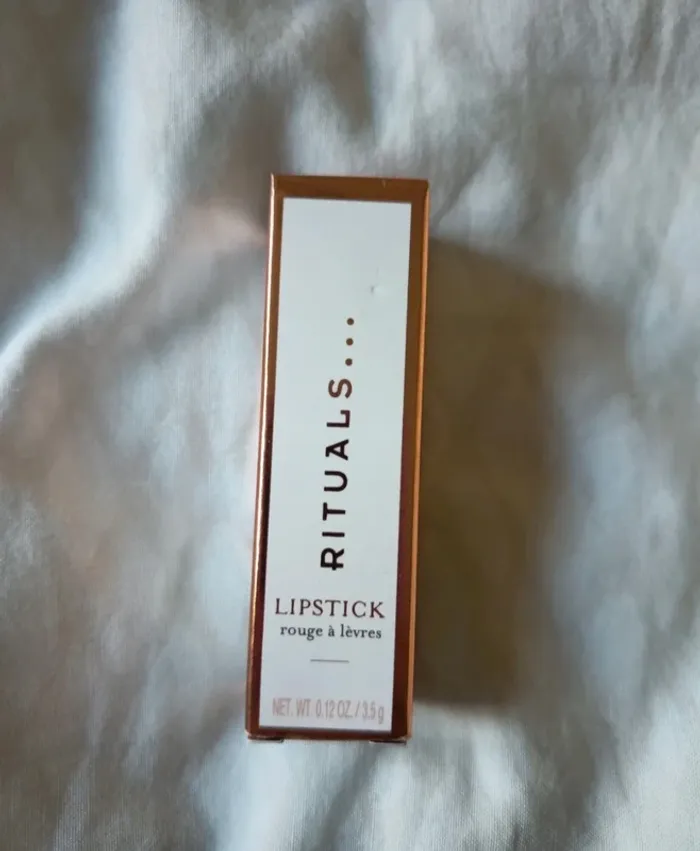 RITUALS...
LIPSTICK
rouge à lèvres
NET. WT. 0.12 OZ. / 3.5 g